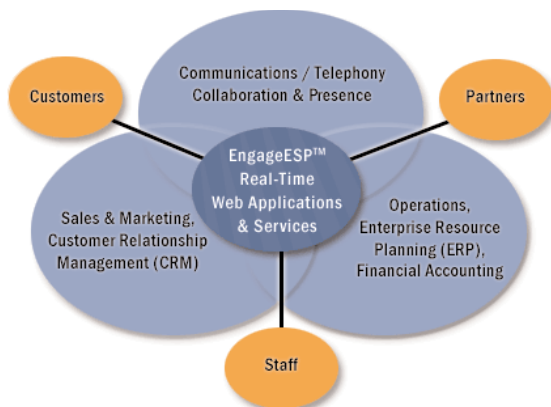 Communications / Telephony
Collaboration & Presence
Customers
Partners
EngageESP™
Real-Time
Web Applications
& Services
Sales & Marketing,
Customer Relationship
Management (CRM)
Operations,
Enterprise Resource
Planning (ERP),
Financial Accounting
Staff